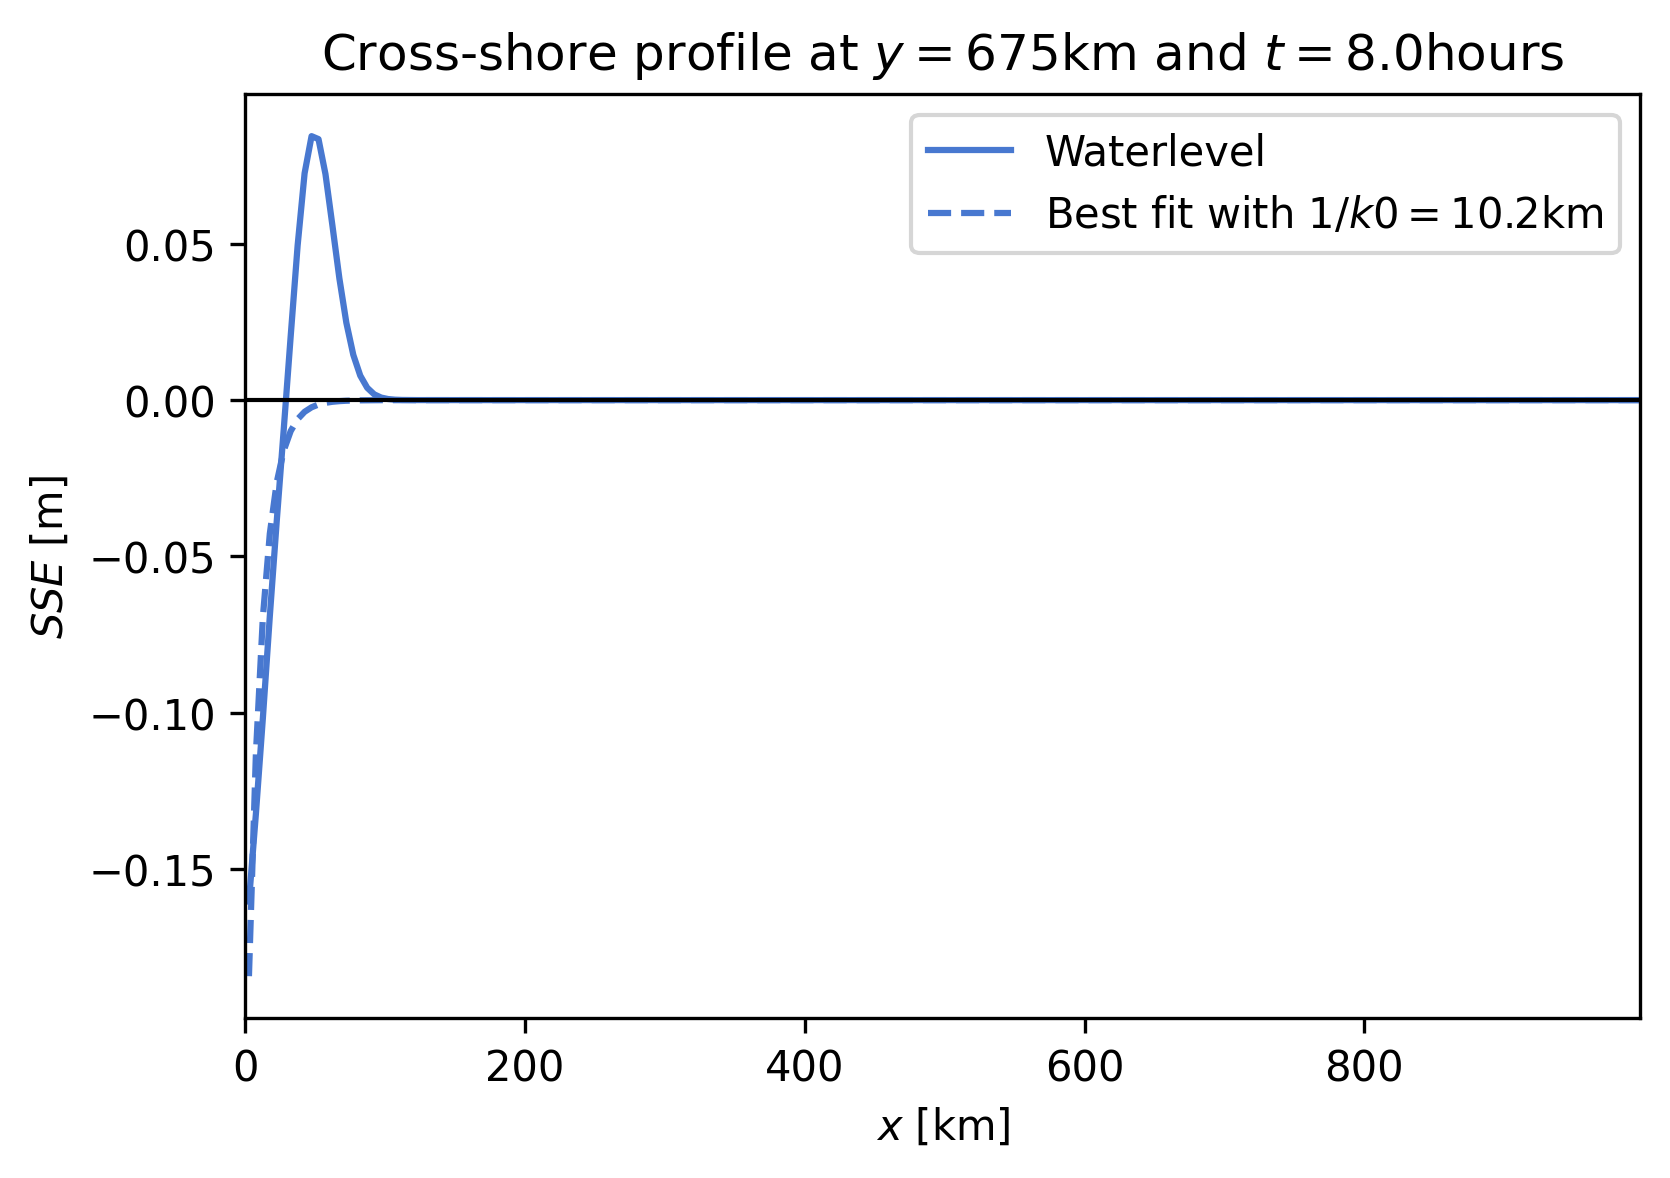 Cross-shore profile at y = 675km and t = 8.0hours
Waterlevel
Best fit with 1/k0 = 10.2km
0.05
0.00
−0.05
−0.10
−0.15
SSE [m]
0 200 400 600 800
x [km]